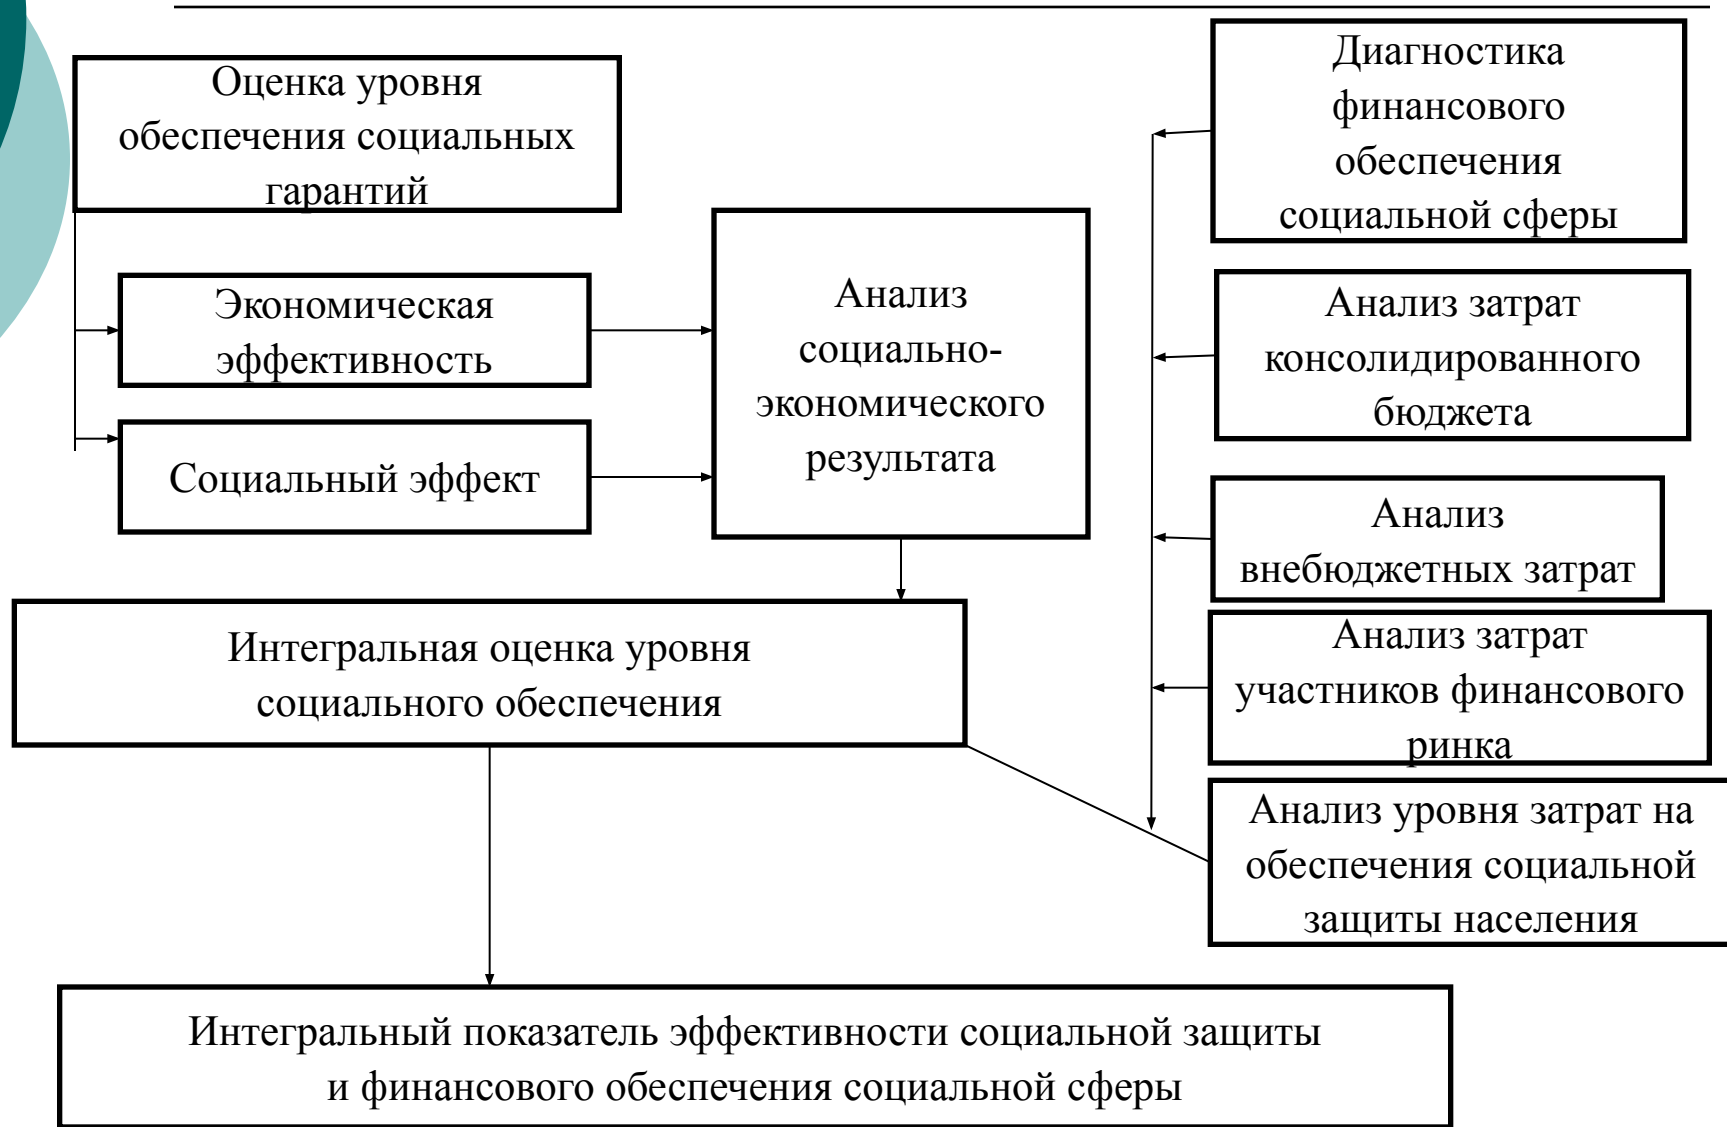 Оценка уровня
обеспечения социальных
гарантий
Экономическая
эффективность
Социальный эффект
Анализ
социально-
экономического
результата
Диагностика
финансового
обеспечения
социальной сферы
Анализ затрат
консолидированного
бюджета
Анализ
внебюджетных затрат
Анализ затрат
участников финансового
ринка
Анализ уровня затрат на
обеспечения социальной
защиты населения
Интегральная оценка уровня
социального обеспечения
Интегральный показатель эффективности социальной защиты
и финансового обеспечения социальной сферы